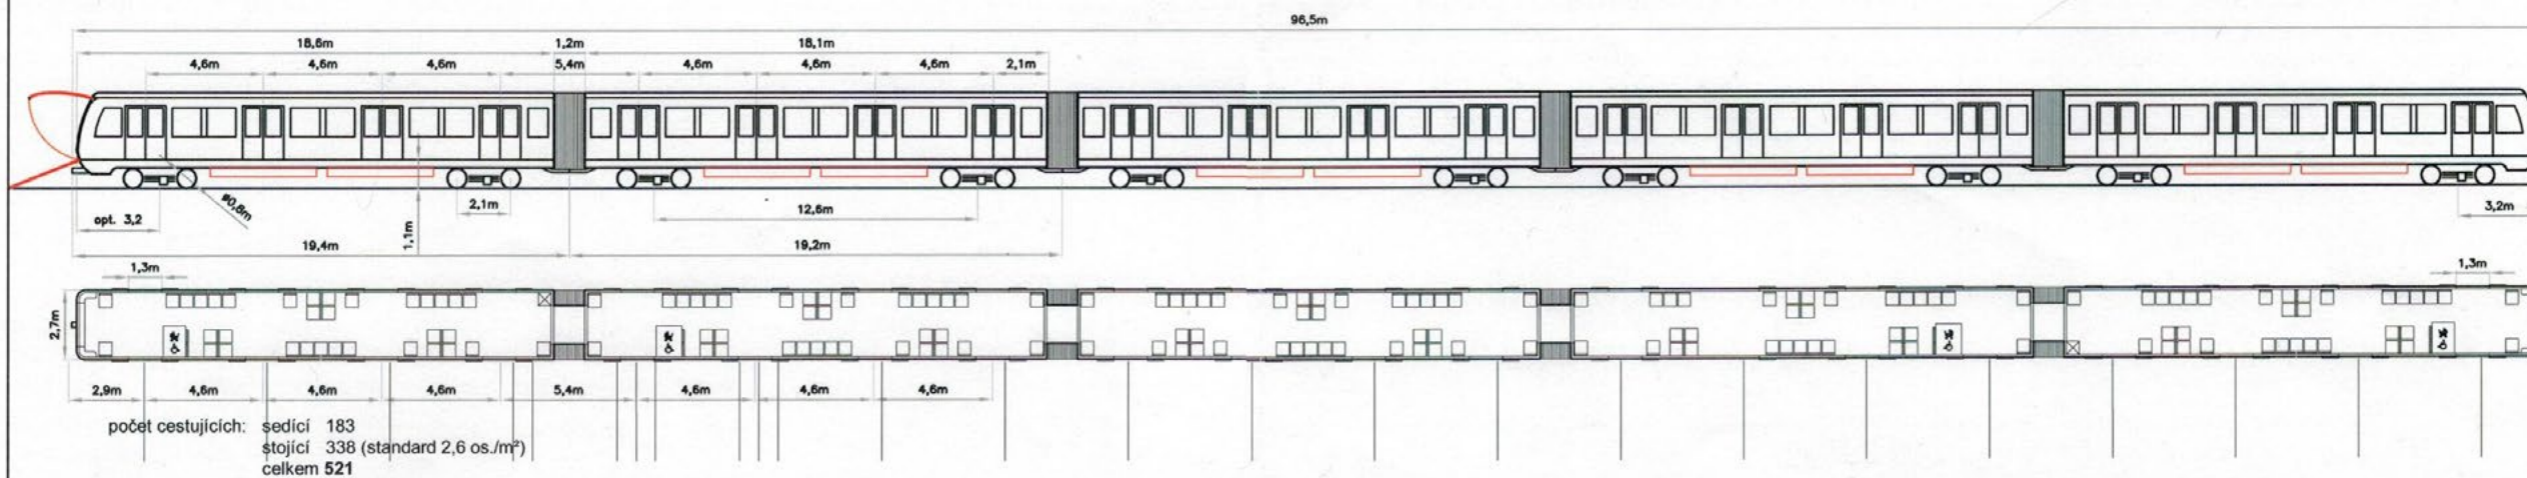 96,5m
18,6m 1,2m 18,1m
4,6m 4,6m 4,6m 5,4m 4,6m 4,6m 4,6m 2,1m
opt. 3,2 ø0,8m 2,1m 12,6m 3,2m
1,1m
19,4m 19,2m
1,3m 1,3m
2,7m
2,9m 4,6m 4,6m 4,6m 5,4m 4,6m 4,6m 4,6m
počet cestujících: sedící 183
stojící 338 (standard 2,6 os./m²)
celkem 521